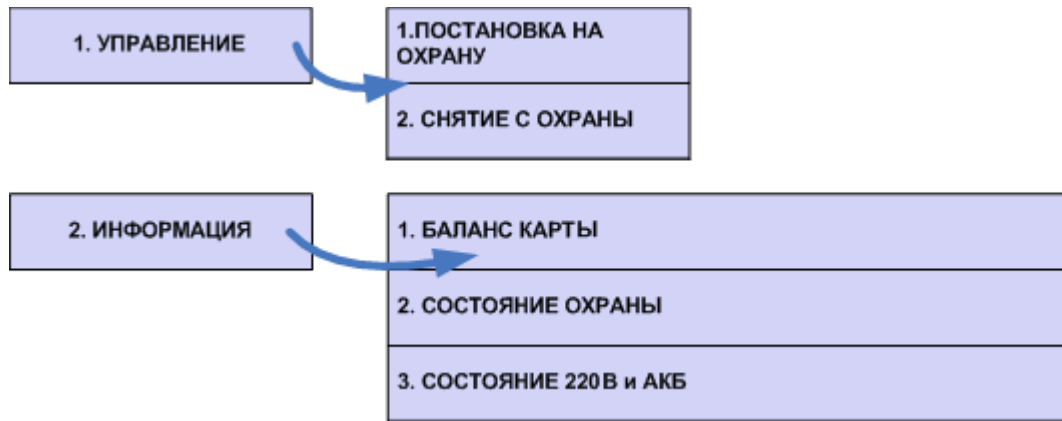 1. УПРАВЛЕНИЕ
1.ПОСТАНОВКА НА
ОХРАНУ
2. СНЯТИЕ С ОХРАНЫ
2. ИНФОРМАЦИЯ
1. БАЛАНС КАРТЫ
2. СОСТОЯНИЕ ОХРАНЫ
3. СОСТОЯНИЕ 220В и АКБ